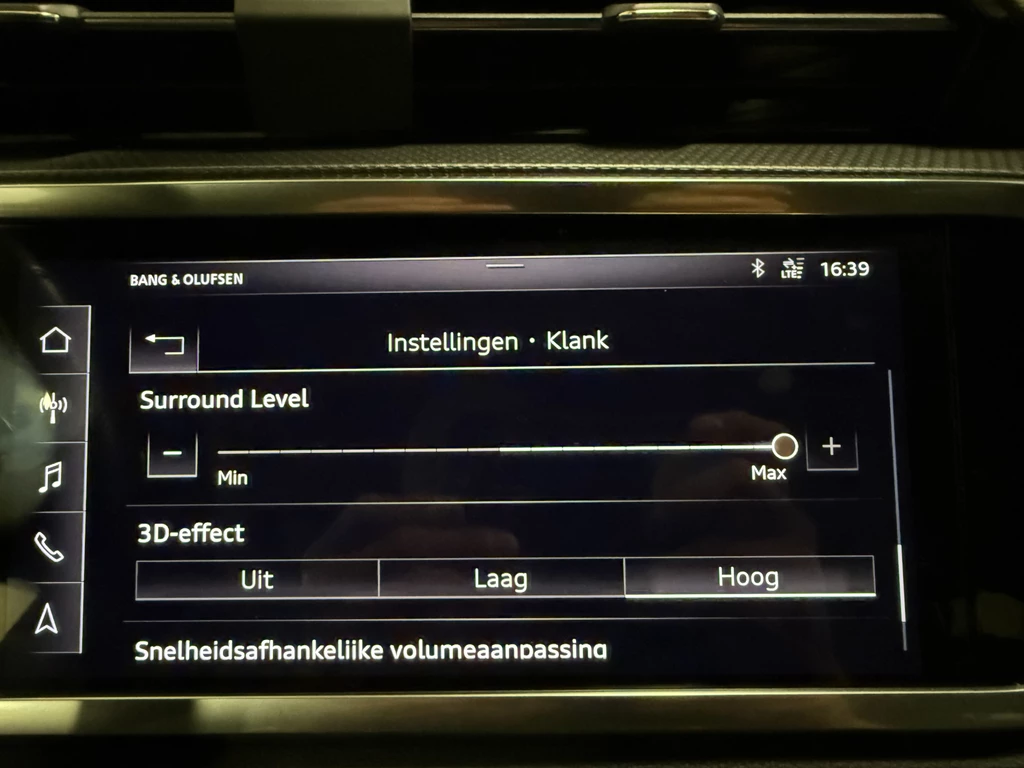 BANG & OLUFSEN
LTE 16:39
Instellingen · Klank
Surround Level
− +
Min Max
3D-effect
Uit Laag Hoog
Snelheidsafhankelijke volumeaanpassing